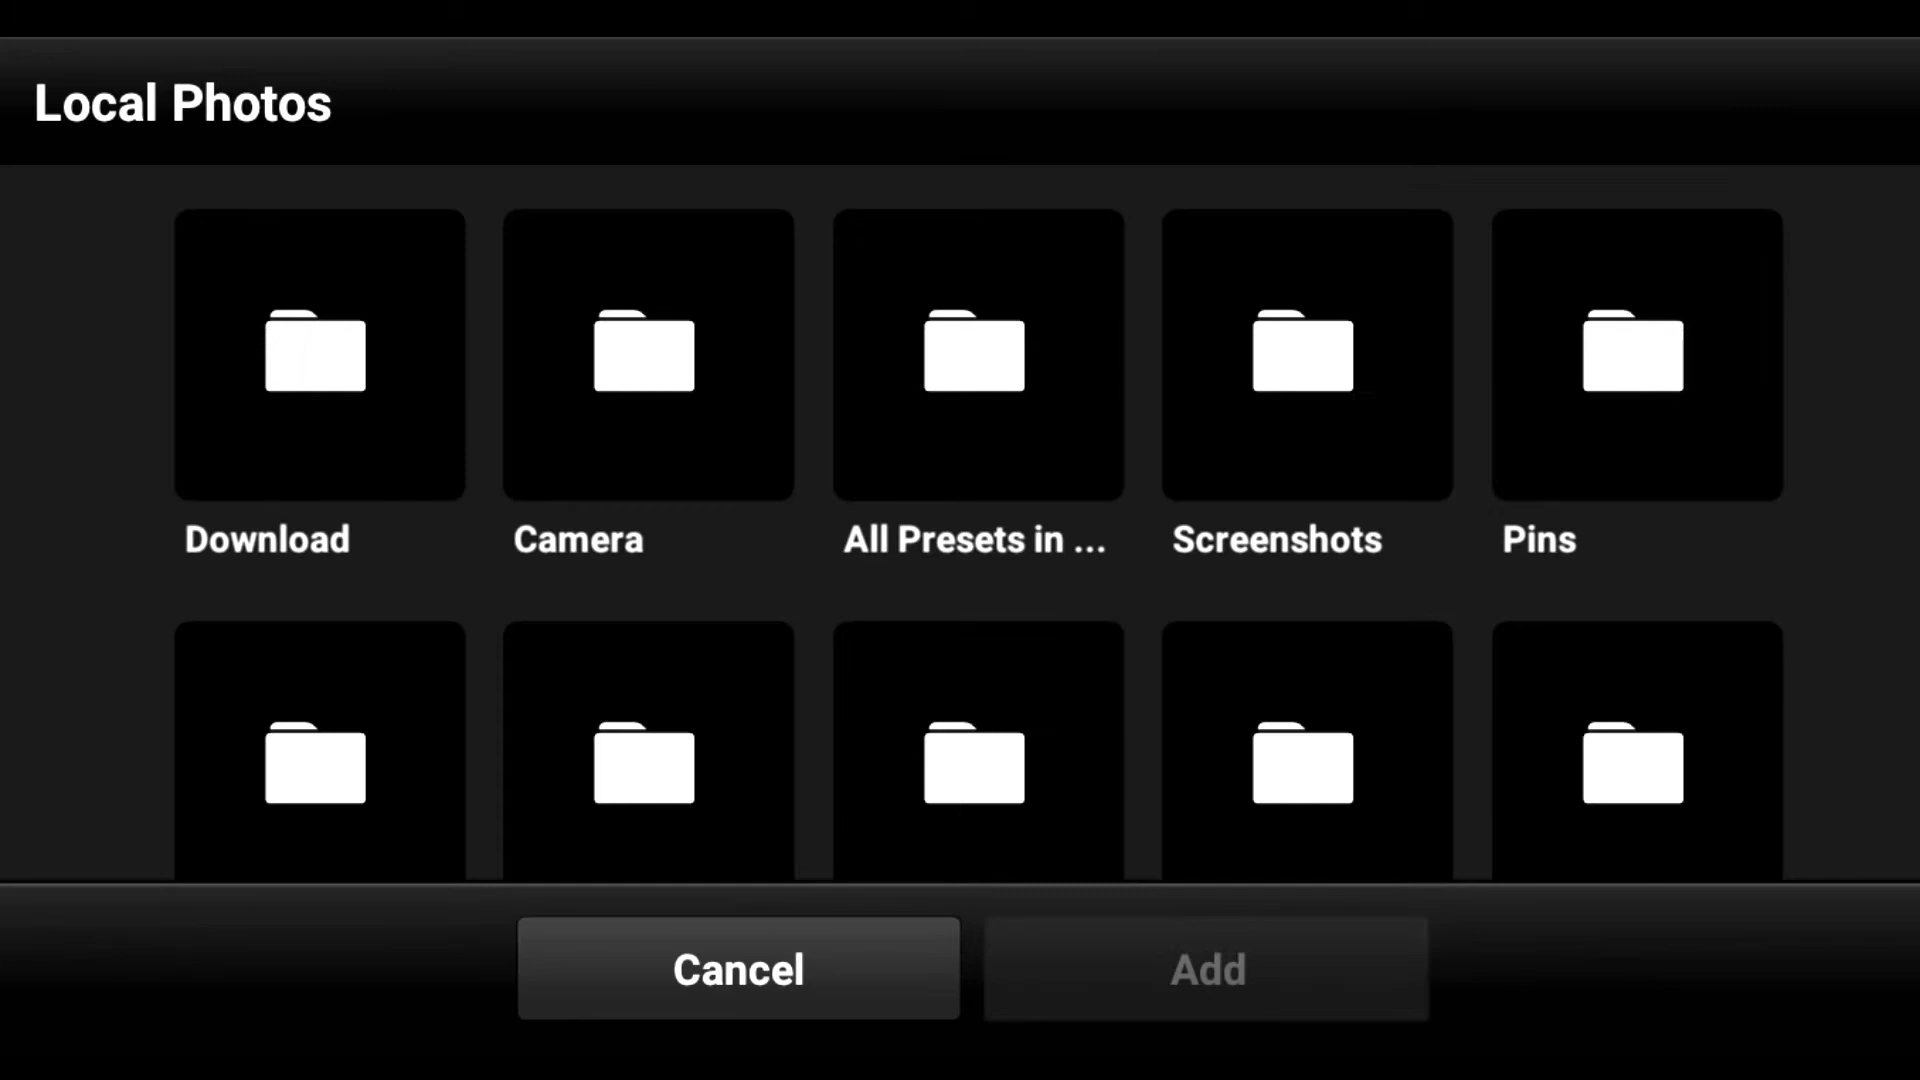 Local Photos
Download
Camera
All Presets in ...
Screenshots
Pins
Cancel
Add